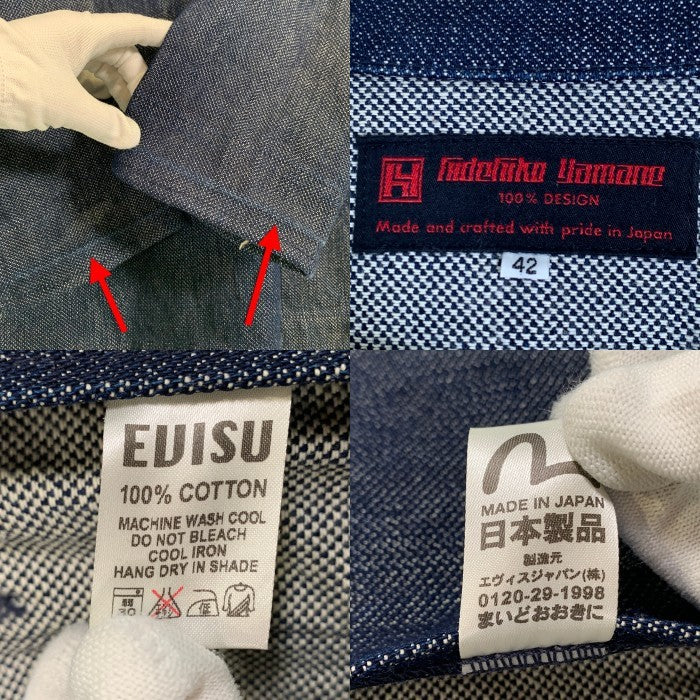 Hidehiko Yamane
100% DESIGN
Made and crafted with pride in Japan
42
EVISU
100% COTTON
MACHINE WASH COOL
DO NOT BLEACH
COOL IRON
HANG DRY IN SHADE
低
MADE IN JAPAN
日本製品
製造元
エヴィスジャパン(株)
0120-29-1998
まいどおおきに